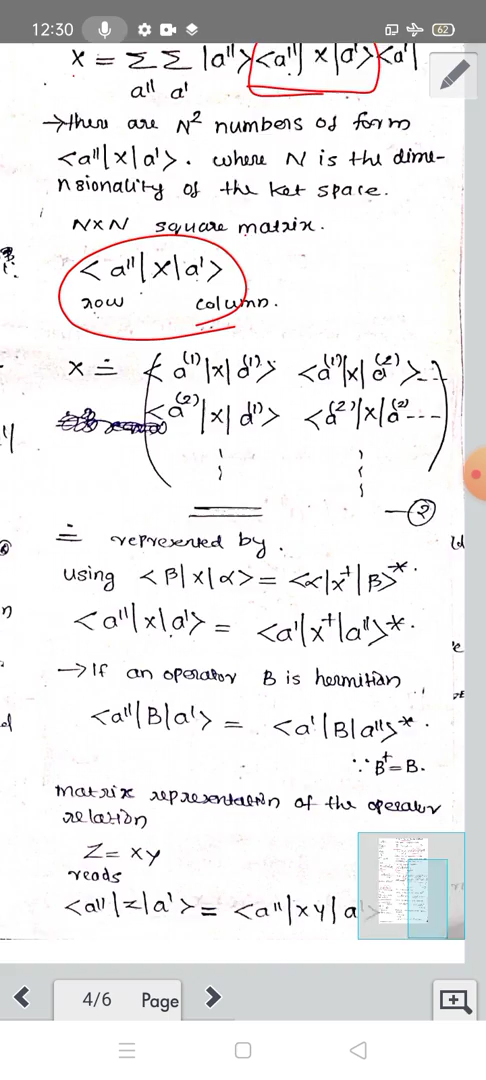 12:30
62
X = Σ Σ |a"><a"| x |a'><a'|
a" a'
→ there are N² numbers of form
<a"|x|a'>. where N is the dime-
nsionality of the ket space.
N×N square matrix.
<a"|x|a'>
row column.
x ≐ <a⁽¹⁾|x|a⁽¹⁾> <a⁽¹⁾|x|a⁽²⁾>...
<a⁽²⁾|x|a⁽¹⁾> <a⁽²⁾|x|a⁽²⁾---
—②
≐ represented by.
using <β|x|α> = <α|x⁺|β>*.
<a"|x|a'> = <a'|x⁺|a">*.
→ If an operator B is hermitian
<a"|B|a'> = <a'|B|a">*.
∵ B⁺=B.
matrix representation of the operator
relation
Z = xy
reads
<a"|z|a'> = <a"|xy|a'>
4/6 Page